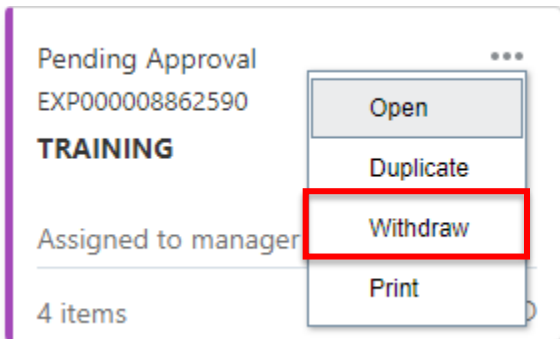 Pending Approval
EXP000008862590
TRAINING
Assigned to manager
4 items
Open
Duplicate
Withdraw
Print